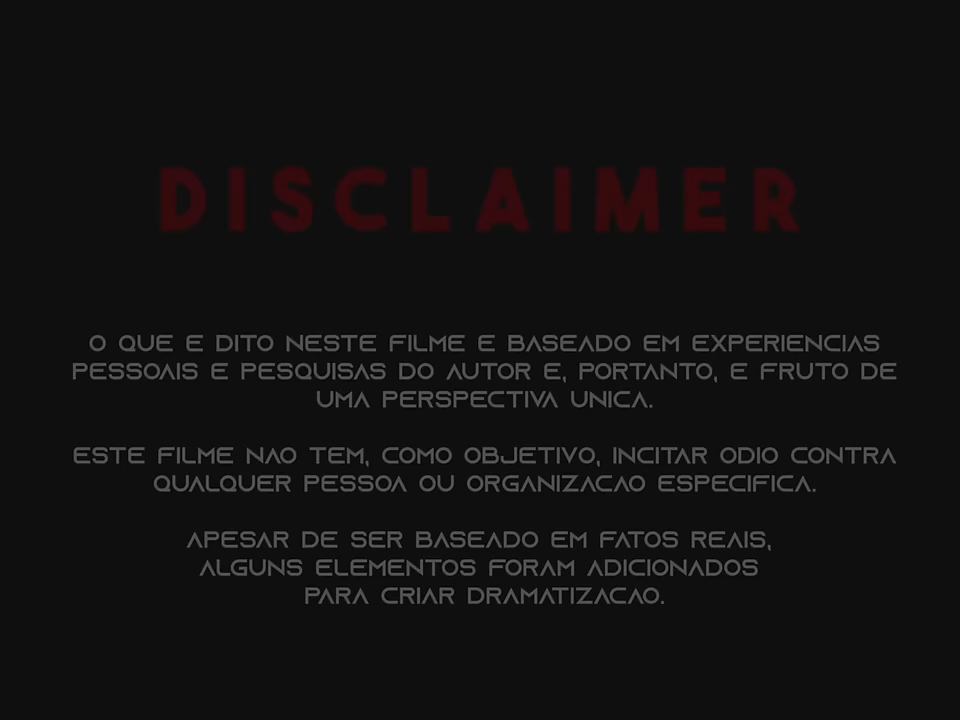 DISCLAIMER
O QUE E DITO NESTE FILME E BASEADO EM EXPERIENCIAS
PESSOAIS E PESQUISAS DO AUTOR E, PORTANTO, E FRUTO DE
UMA PERSPECTIVA UNICA.
ESTE FILME NAO TEM, COMO OBJETIVO, INCITAR ODIO CONTRA
QUALQUER PESSOA OU ORGANIZACAO ESPECIFICA.
APESAR DE SER BASEADO EM FATOS REAIS,
ALGUNS ELEMENTOS FORAM ADICIONADOS
PARA CRIAR DRAMATIZACAO.